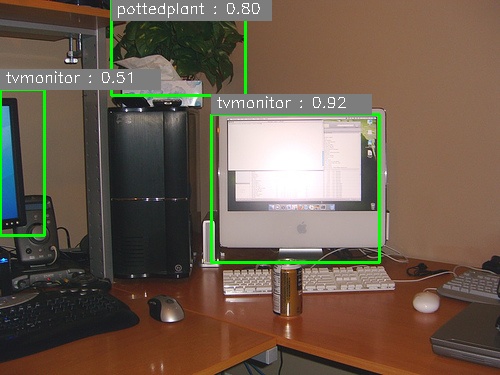 pottedplant : 0.80
tvmonitor : 0.51
tvmonitor : 0.92